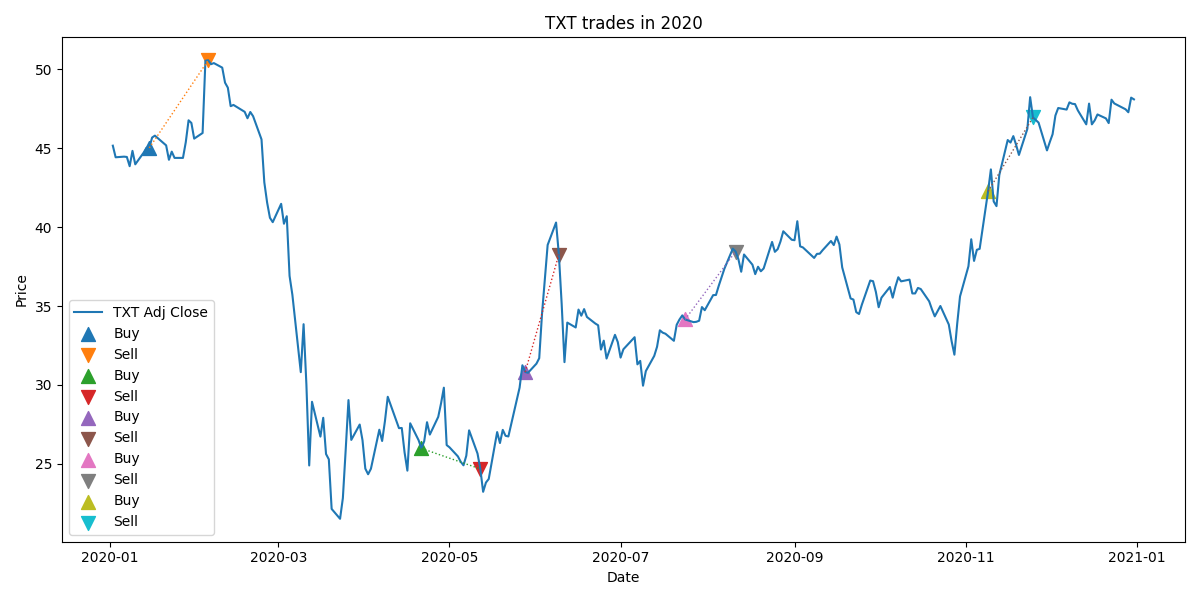 TXT trades in 2020
Price
50
45
40
35
30
25
TXT Adj Close
Buy
Sell
Buy
Sell
Buy
Sell
Buy
Sell
Buy
Sell
2020-01
2020-03
2020-05
2020-07
2020-09
2020-11
2021-01
Date